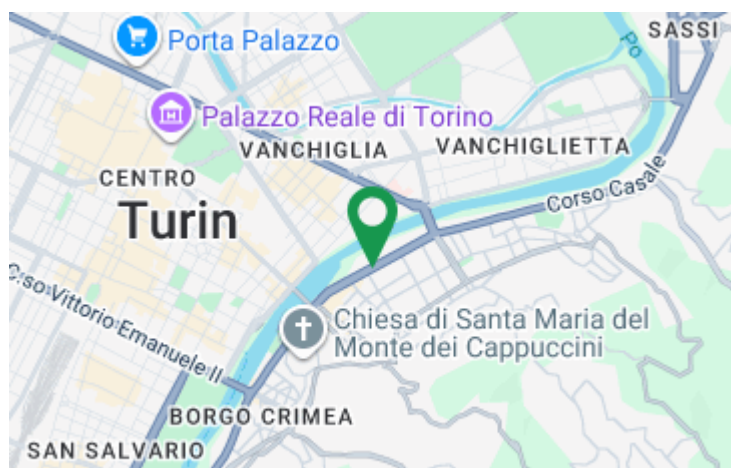 SASSI
Porta Palazzo
Po
Palazzo Reale di Torino
VANCHIGLIA
VANCHIGLIETTA
CENTRO
Turin
Corso Casale
C.so Vittorio Emanuele II
Chiesa di Santa Maria del
Monte dei Cappuccini
BORGO CRIMEA
SAN SALVARIO